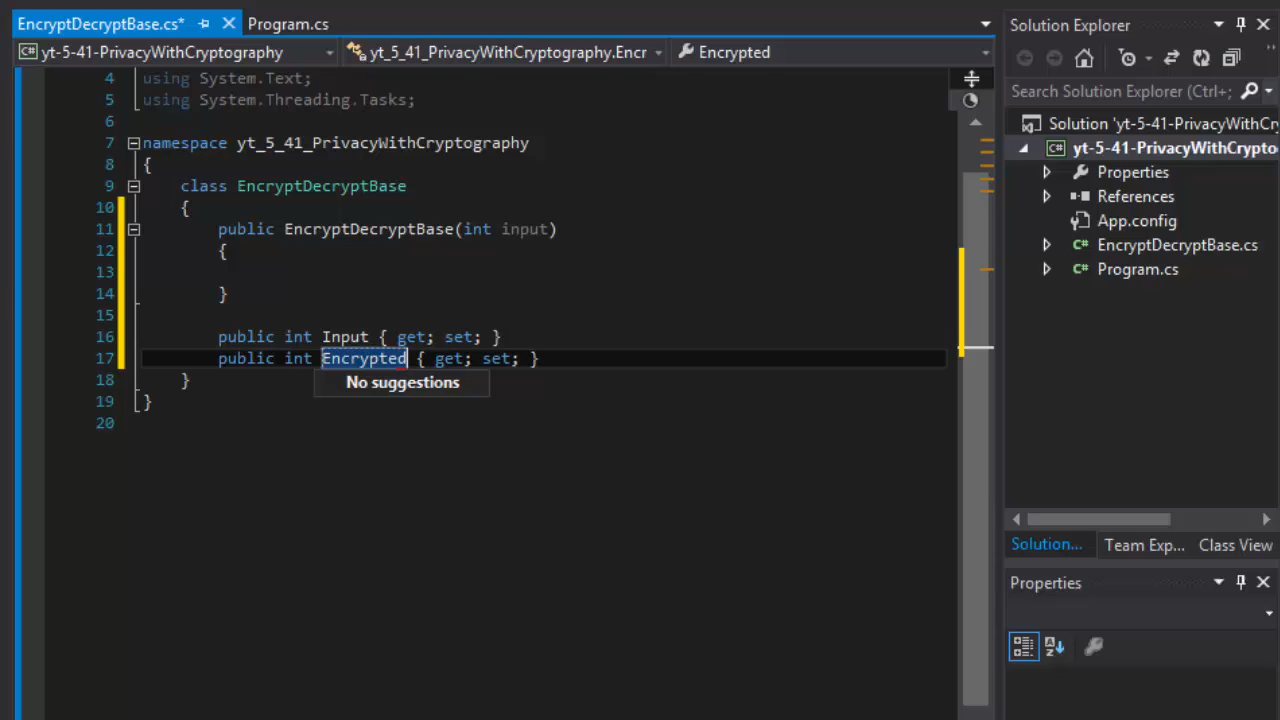 EncryptDecryptBase.cs*
Program.cs
yt-5-41-PrivacyWithCryptography
yt_5_41_PrivacyWithCryptography.Encr
Encrypted
4 using System.Text;
5 using System.Threading.Tasks;
6
7 namespace yt_5_41_PrivacyWithCryptography
8 {
9 class EncryptDecryptBase
10 {
11 public EncryptDecryptBase(int input)
12 {
13
14 }
15
16 public int Input { get; set; }
17 public int Encrypted { get; set; }
No suggestions
18 }
19 }
20
Solution Explorer
Search Solution Explorer (Ctrl+;
Solution 'yt-5-41-PrivacyWithCr
C# yt-5-41-PrivacyWithCrypto
Properties
References
App.config
C# EncryptDecryptBase.cs
C# Program.cs
Solution...
Team Exp...
Class View
Properties